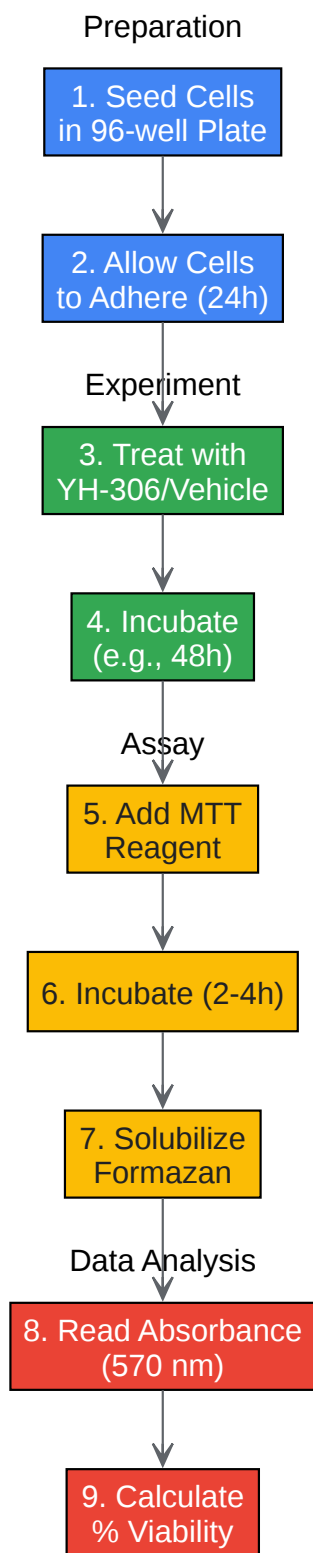 Preparation
1. Seed Cells
in 96-well Plate
2. Allow Cells
to Adhere (24h)
Experiment
3. Treat with
YH-306/Vehicle
4. Incubate
(e.g., 48h)
Assay
5. Add MTT
Reagent
6. Incubate (2-4h)
7. Solubilize
Formazan
Data Analysis
8. Read Absorbance
(570 nm)
9. Calculate
% Viability